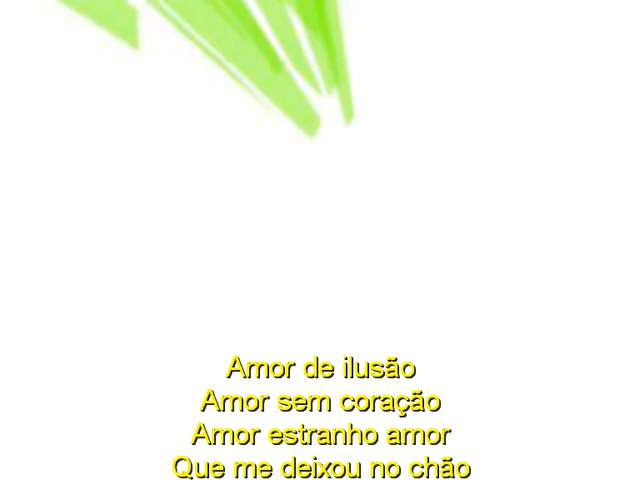 Amor de ilusão
Amor sem coração
Amor estranho amor
Que me deixou no chão